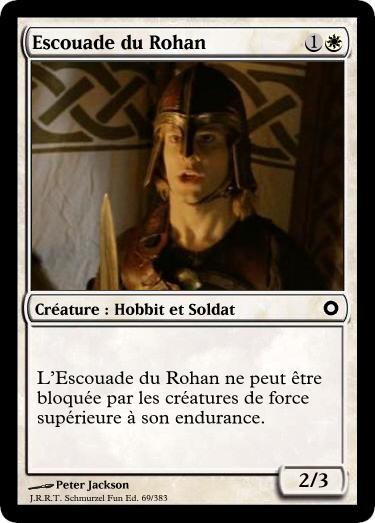 Escouade du Rohan 1
Créature : Hobbit et Soldat
L'Escouade du Rohan ne peut être
bloquée par les créatures de force
supérieure à son endurance.
2/3
Peter Jackson
J.R.R.T. Schmurzel Fun Ed. 69/383